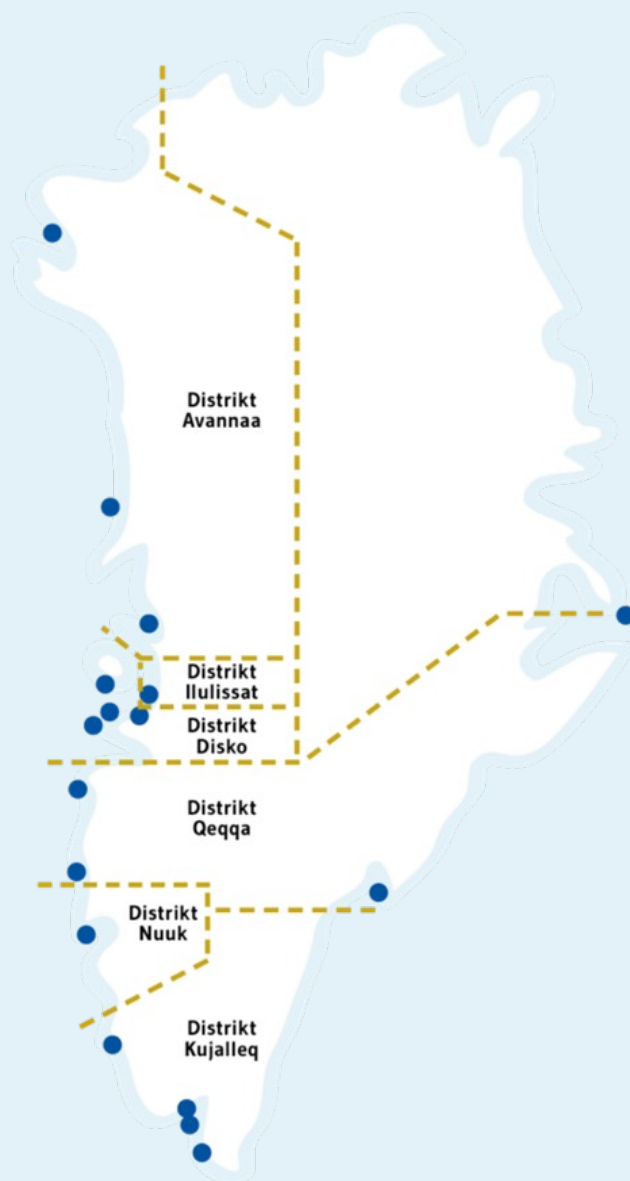 Distrikt
Avannaa
Distrikt
Ilulissat
Distrikt
Disko
Distrikt
Qeqqa
Distrikt
Nuuk
Distrikt
Kujalleq